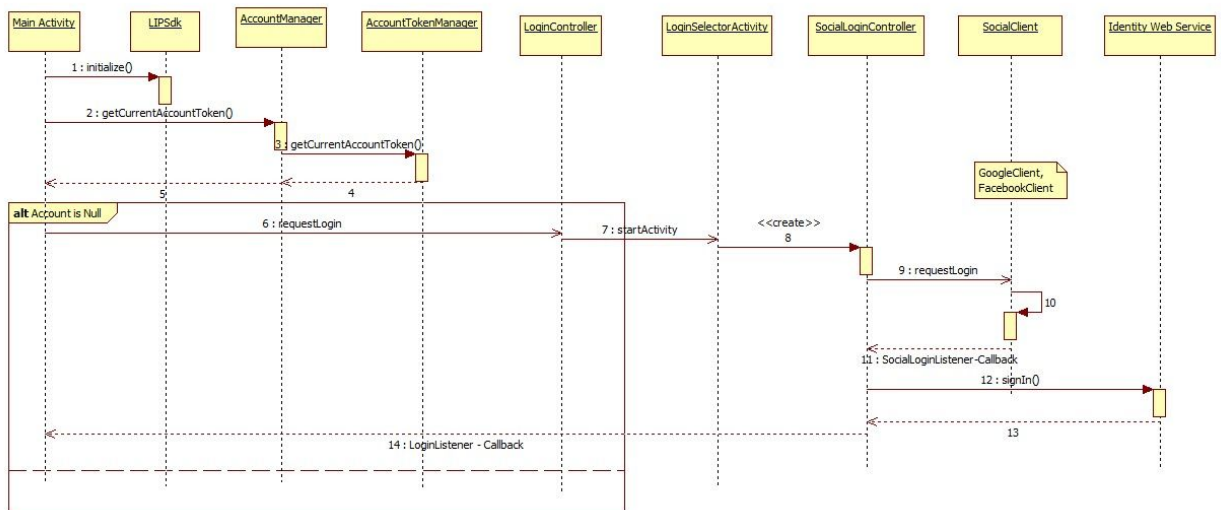 Main Activity
LIPSdk
AccountManager
AccountTokenManager
LoginController
LoginSelectorActivity
SocialLoginController
SocialClient
Identity Web Service
1 : initialize()
2 : getCurrentAccountToken()
3 : getCurrentAccountToken()
4
5
GoogleClient,
FacebookClient
alt Account is Null
6 : requestLogin
7 : startActivity
<<create>>
8
9 : requestLogin
10
11 : SocialLoginListener-Callback
12 : signIn()
13
14 : LoginListener - Callback